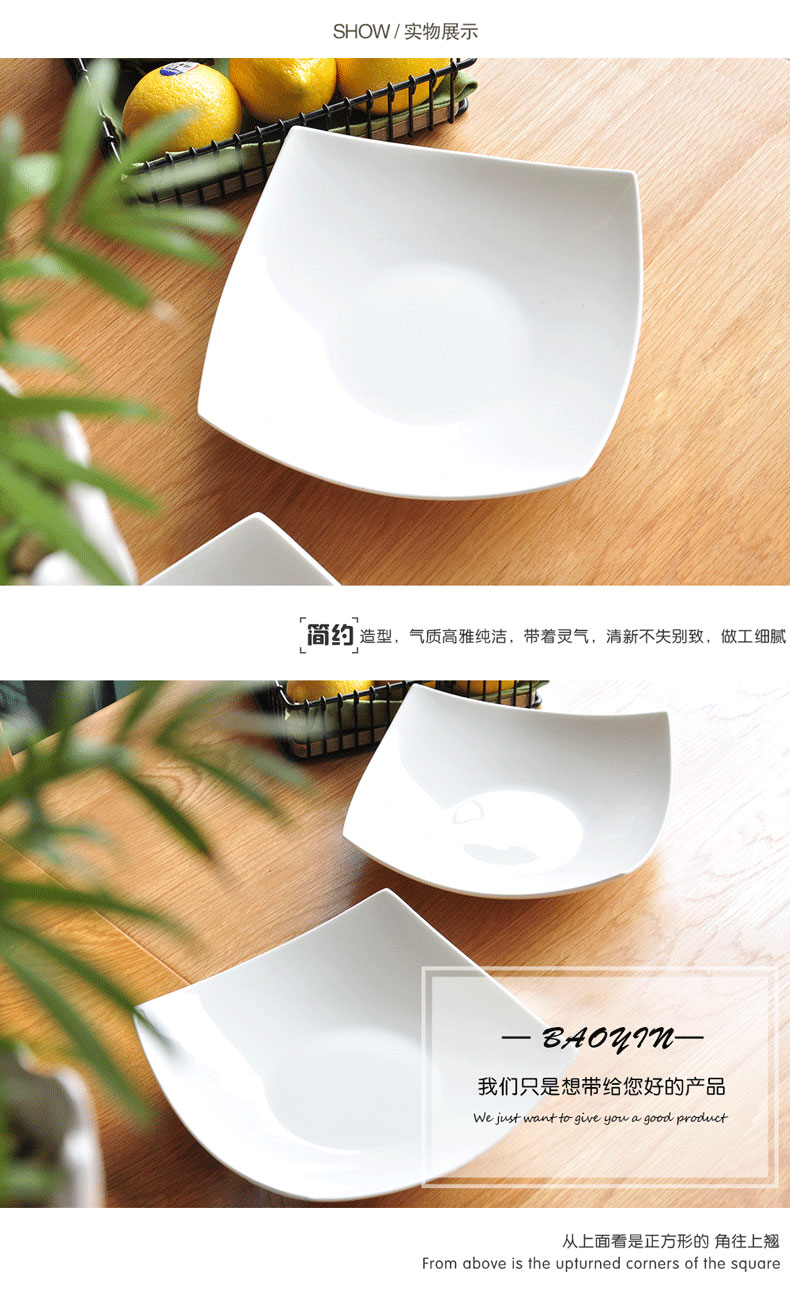 SHOW / 实物展示
简约 造型，气质高雅纯洁，带着灵气，清新不失别致，做工细腻
— BAOYIN —
我们只是想带给您好的产品
We just want to give you a good product
从上面看是正方形的 角往上翘
From above is the upturned corners of the square